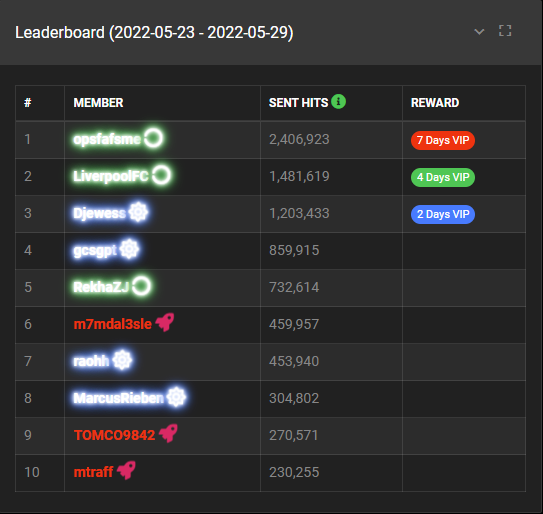 Leaderboard (2022-05-23 - 2022-05-29)
# MEMBER SENT HITS REWARD
1 opsfafsme 2,406,923 7 Days VIP
2 LiverpoolFC 1,481,619 4 Days VIP
3 Djewess 1,203,433 2 Days VIP
4 gcsgpt 859,915
5 RekhaZJ 732,614
6 m7mdal3sle 459,957
7 raohh 453,940
8 MarcusRieben 304,802
9 TOMCO9842 270,571
10 mtraff 230,255